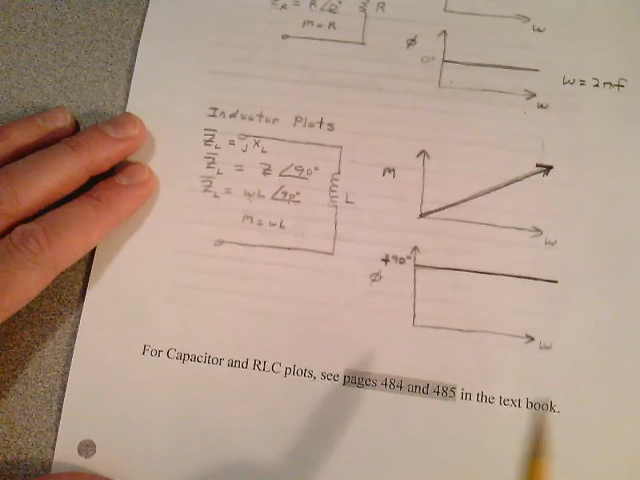 Z̅R = R∠0° R
m=R
ω
ϕ
0°
ω
ω=2πf
Inductor Plots
Z̅L = jXL
Z̅L = Z ∠90°
Z̅L = ωL ∠90°
L
m=ωL
M
ω
+90°
ϕ
ω
For Capacitor and RLC plots, see pages 484 and 485 in the text book.